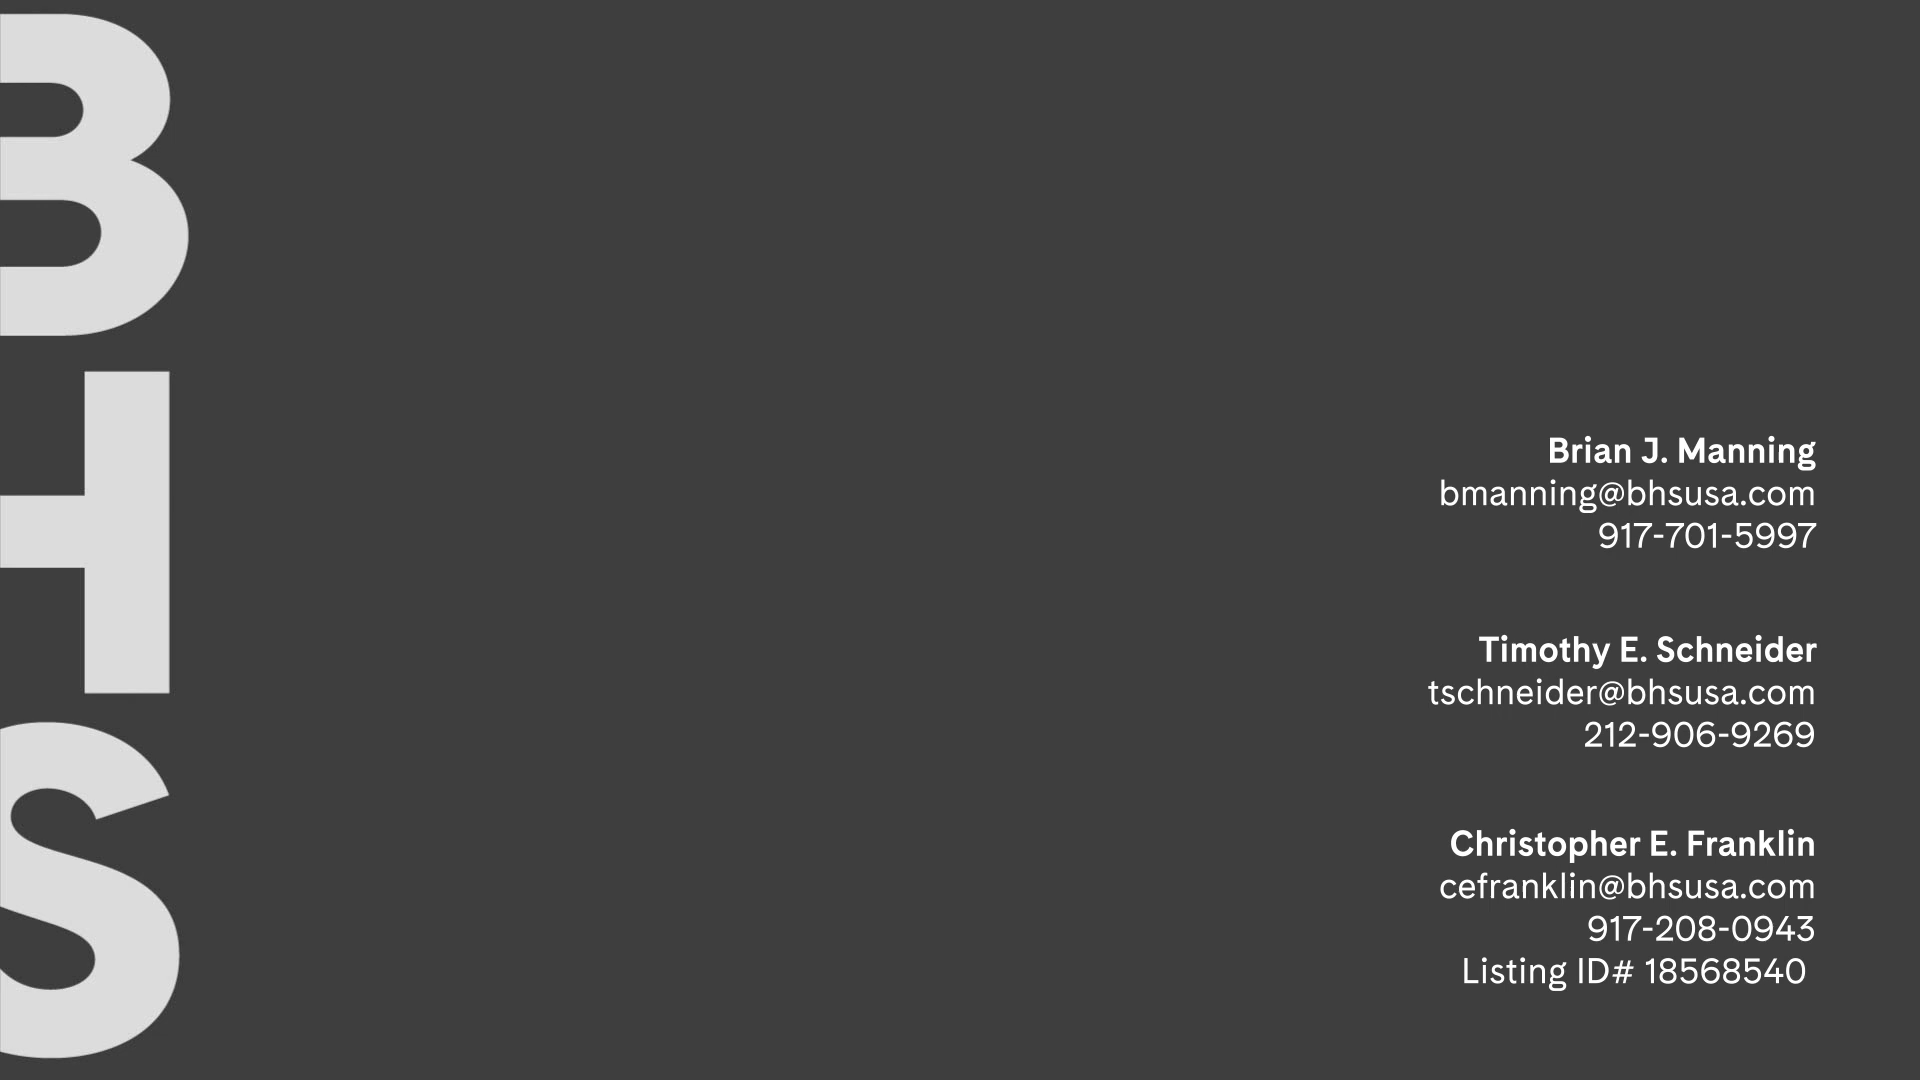 B
H
S
Brian J. Manning
bmanning@bhsusa.com
917-701-5997
Timothy E. Schneider
tschneider@bhsusa.com
212-906-9269
Christopher E. Franklin
cefranklin@bhsusa.com
917-208-0943
Listing ID# 18568540